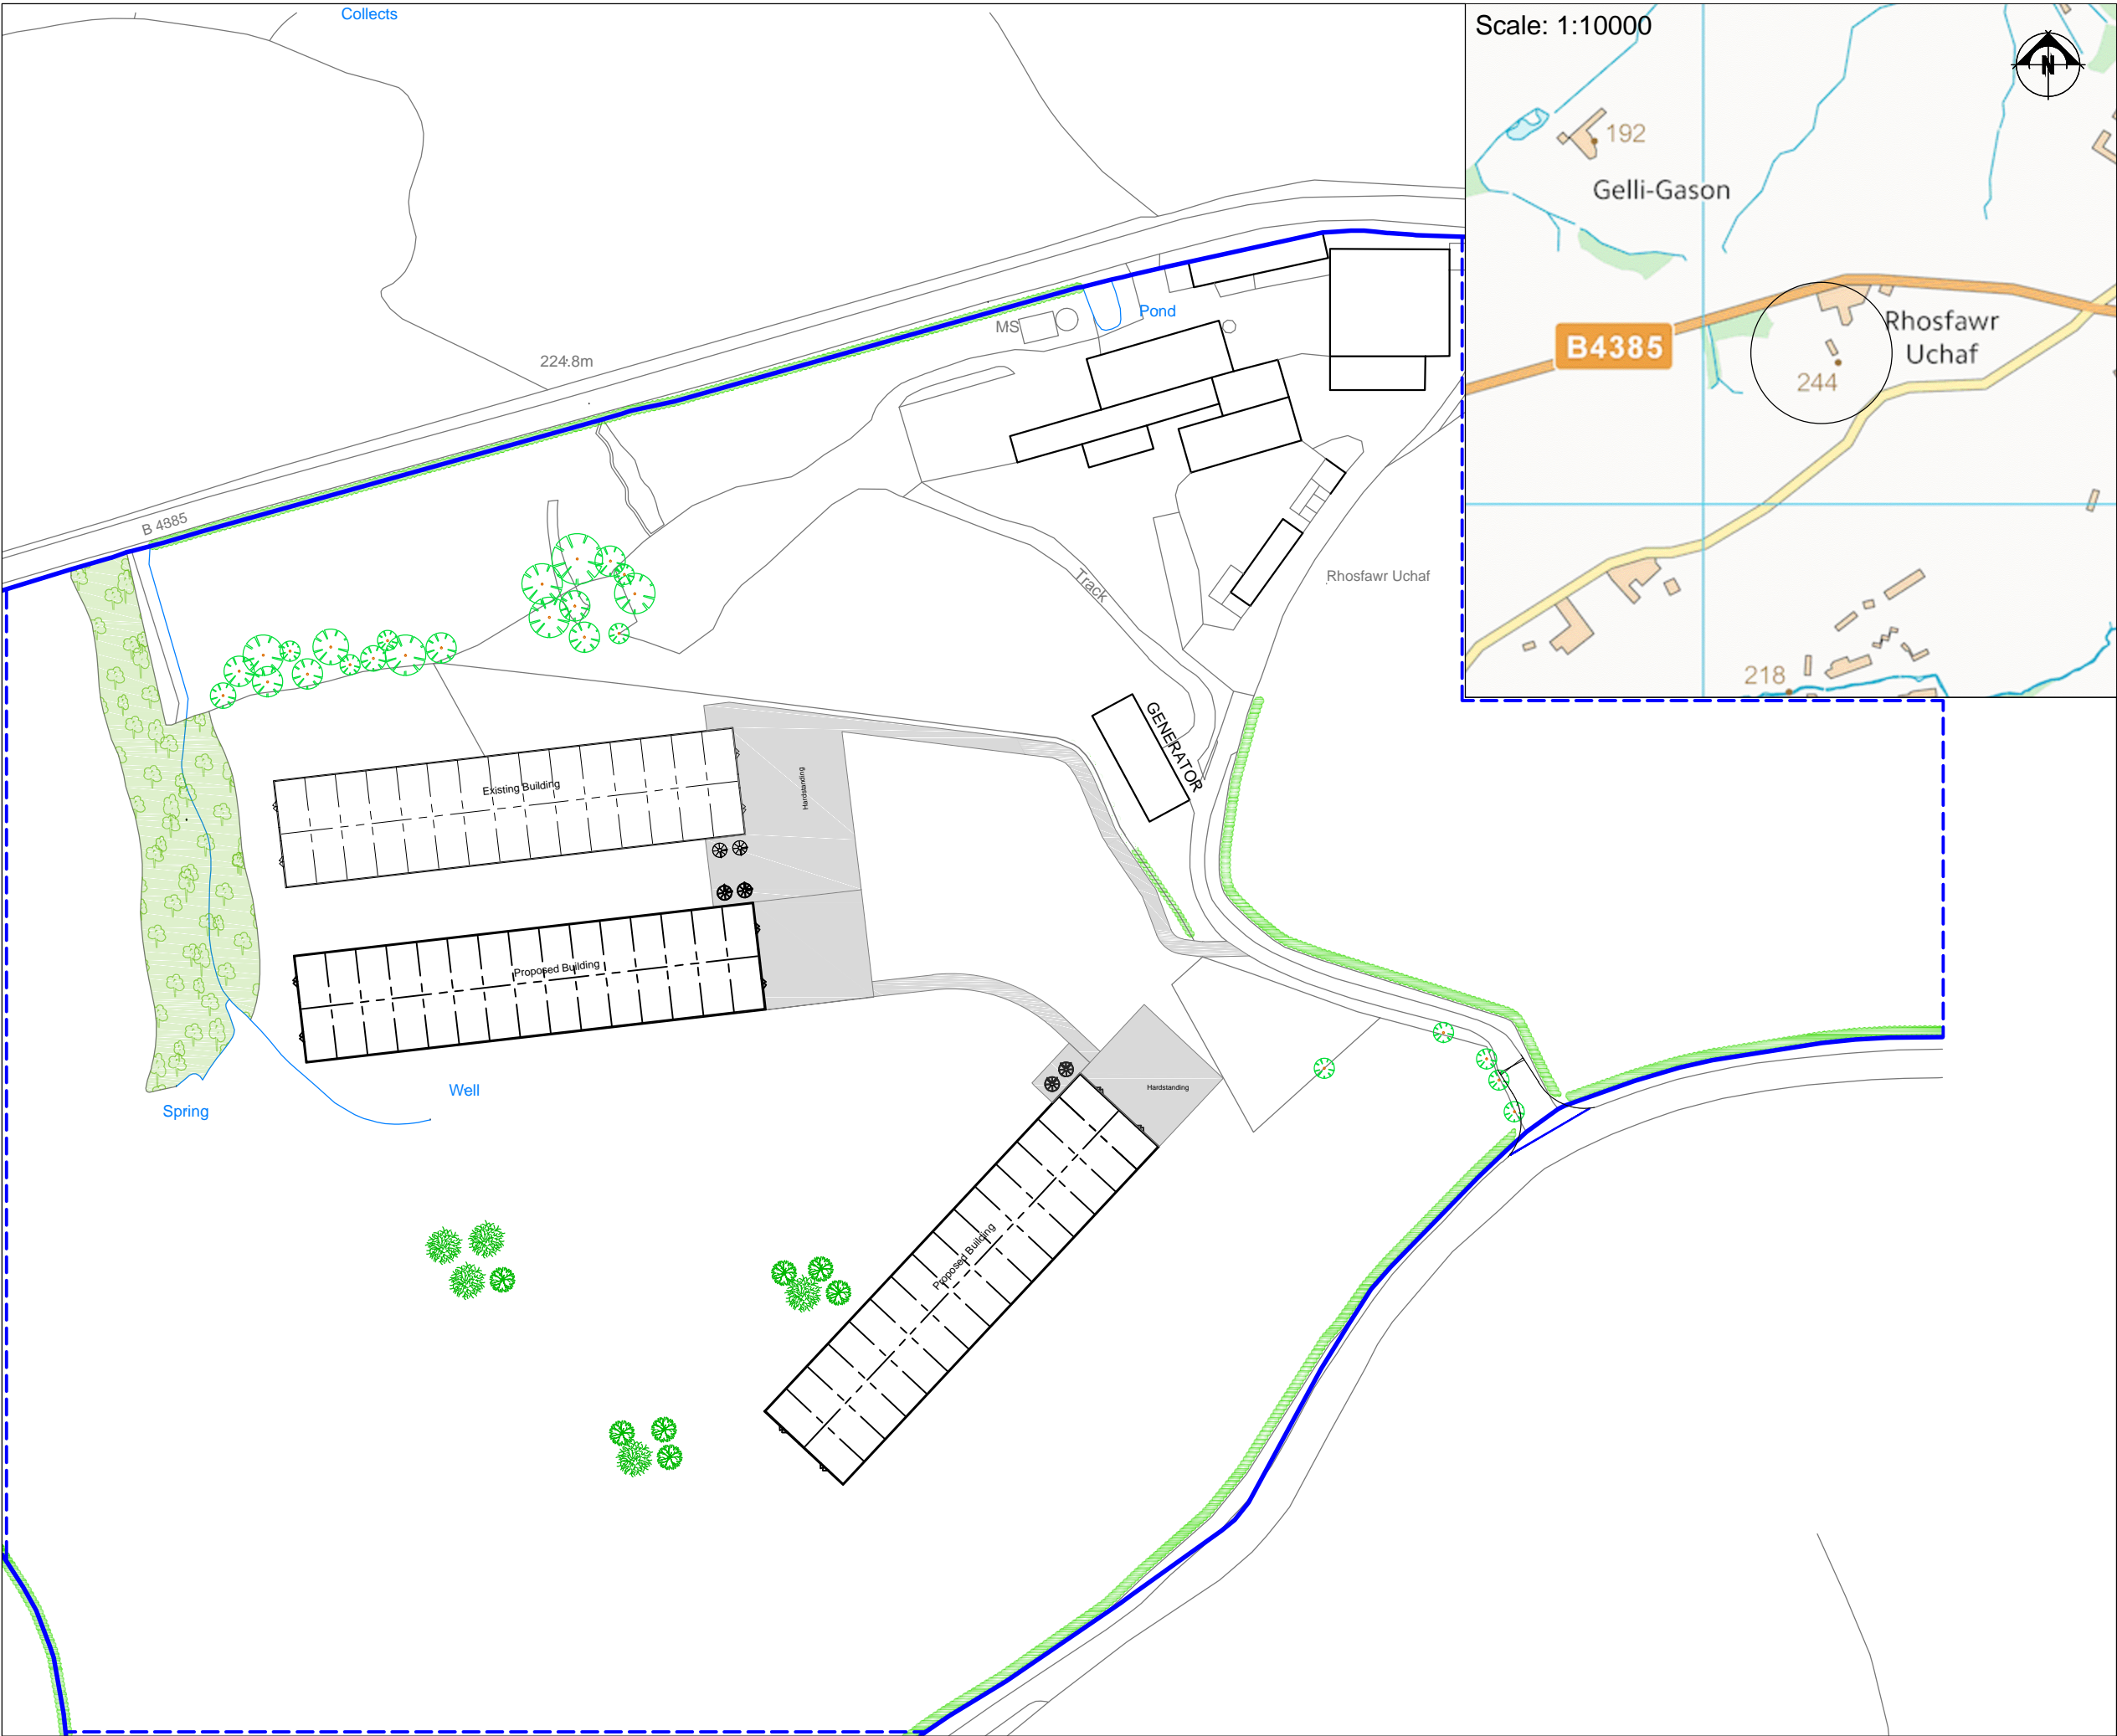 Collects
Scale: 1:10000
N
192
Gelli-Gason
B4385
Rhosfawr
Uchaf
244
218
Pond
MS
224.8m
B 4385
Track
Rhosfawr Uchaf
GENERATOR
Existing Building
Hardstanding
Proposed Building
Well
Spring
Hardstanding
Proposed Building